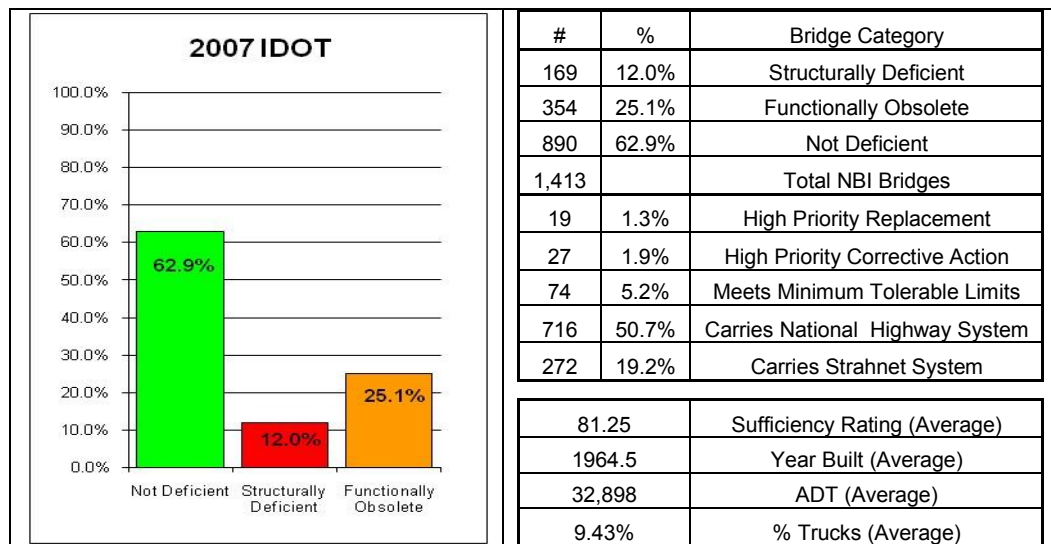 2007 IDOT
100.0%
90.0%
80.0%
70.0%
60.0%
50.0%
40.0%
30.0%
20.0%
10.0%
0.0%
62.9%
12.0%
25.1%
Not Deficient Structurally Functionally
Deficient Obsolete
# % Bridge Category
169 12.0% Structurally Deficient
354 25.1% Functionally Obsolete
890 62.9% Not Deficient
1,413 Total NBI Bridges
19 1.3% High Priority Replacement
27 1.9% High Priority Corrective Action
74 5.2% Meets Minimum Tolerable Limits
716 50.7% Carries National Highway System
272 19.2% Carries Strahnet System
81.25 Sufficiency Rating (Average)
1964.5 Year Built (Average)
32,898 ADT (Average)
9.43% % Trucks (Average)